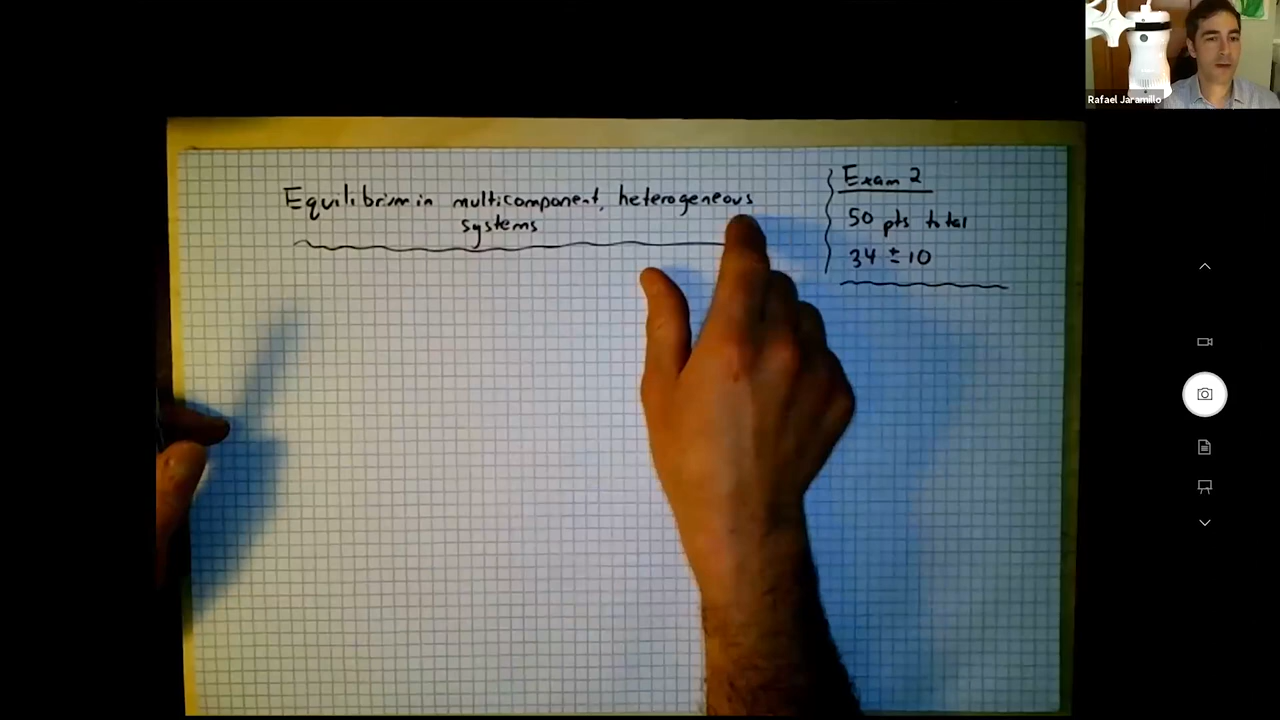 Equilibrium in multicomponent, heterogeneous
systems
Exam 2
50 pts total
34 ± 10
Rafael Jaramillo